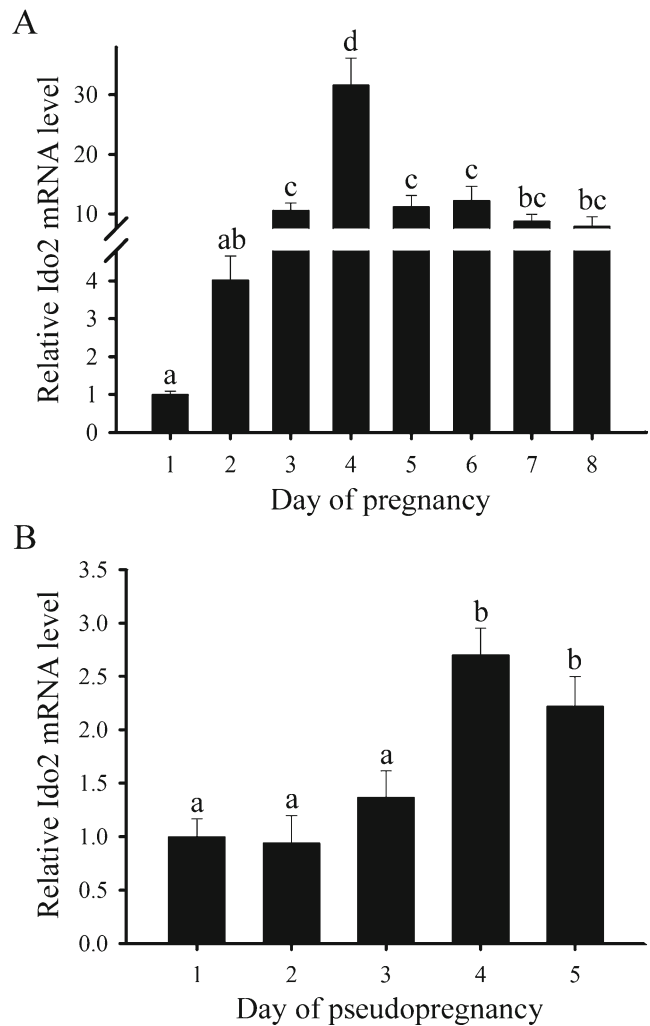 A
Relative Ido2 mRNA level
30
20
10
4
3
2
1
0
a
ab
c
d
c
c
bc
bc
1 2 3 4 5 6 7 8
Day of pregnancy
B
Relative Ido2 mRNA level
3.5
3.0
2.5
2.0
1.5
1.0
0.5
0.0
a
a
a
b
b
1 2 3 4 5
Day of pseudopregnancy